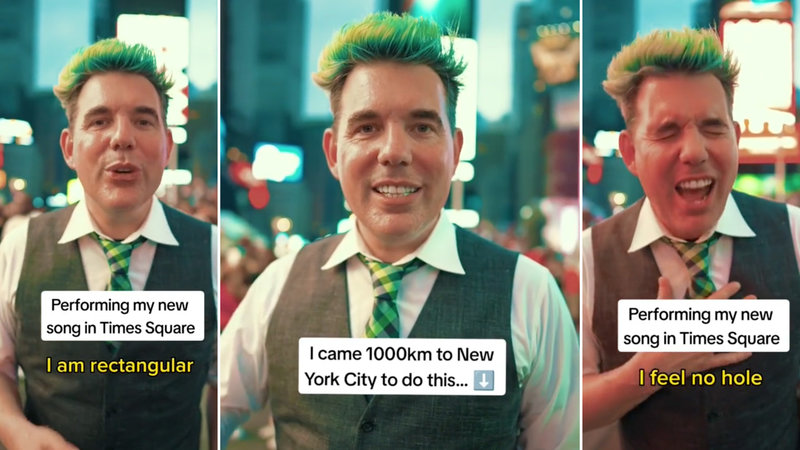 Performing my new
song in Times Square
I am rectangular
I came 1000km to New
York City to do this... ⬇️
Performing my new
song in Times Square
I feel no hole